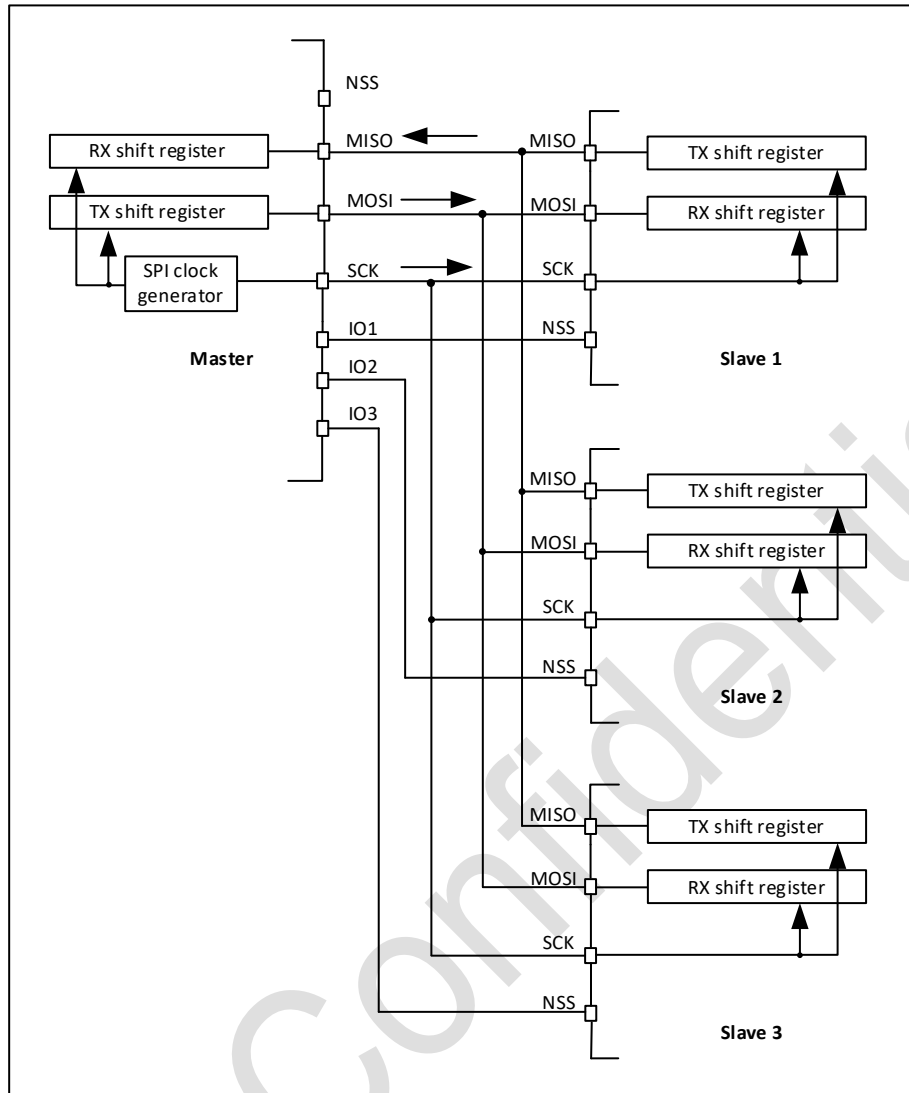 NSS
RX shift register
MISO
MISO
TX shift register
TX shift register
MOSI
MOSI
RX shift register
SPI clock
generator
SCK
SCK
IO1
NSS
Master
Slave 1
IO2
IO3
MISO
TX shift register
MOSI
RX shift register
SCK
NSS
Slave 2
MISO
TX shift register
MOSI
RX shift register
SCK
NSS
Slave 3